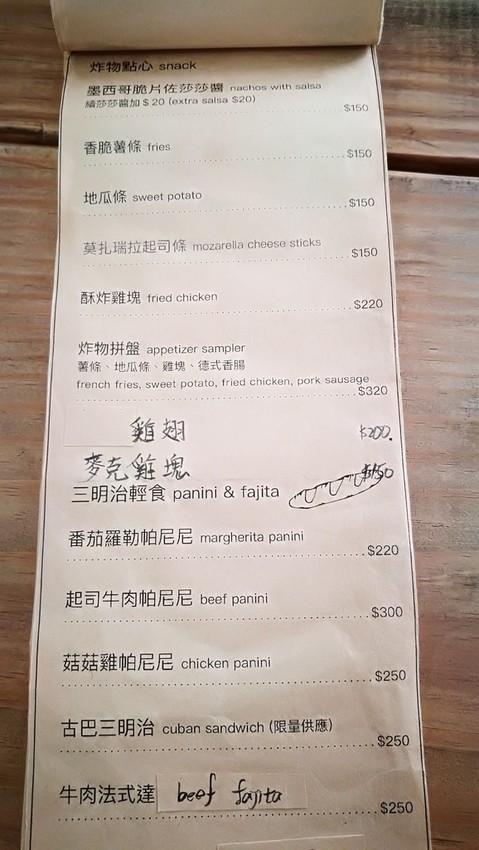 炸物點心 snack
墨西哥脆片佐莎莎醬 nachos with salsa
續莎莎醬加$20 (extra salsa $20)
$150
香脆薯條 fries
$150
地瓜條 sweet potato
$150
莫扎瑞拉起司條 mozarella cheese sticks
$150
酥炸雞塊 fried chicken
$220
炸物拼盤 appetizer sampler
薯條、地瓜條、雞塊、德式香腸
french fries, sweet potato, fried chicken, pork sausage
$320
雞翅 $200.
麥克雞塊 $150
三明治輕食 panini & fajita
番茄羅勒帕尼尼 margherita panini
$220
起司牛肉帕尼尼 beef panini
$300
菇菇雞帕尼尼 chicken panini
$250
古巴三明治 cuban sandwich (限量供應)
$250
牛肉法式達 beef fajita
$250